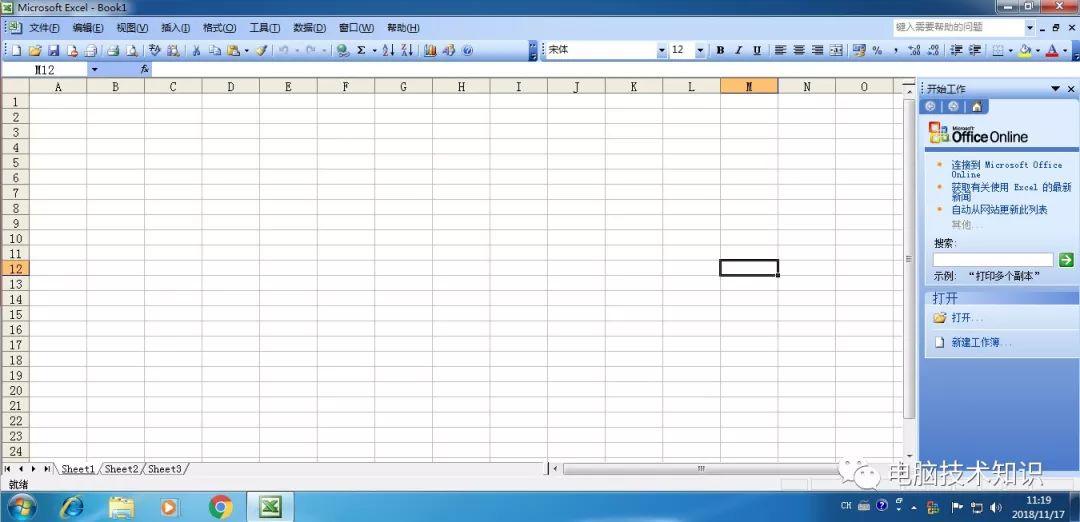 Microsoft Excel - Book1
文件(F) 编辑(E) 视图(V) 插入(I) 格式(O) 工具(T) 数据(D) 窗口(W) 帮助(H) 键入需要帮助的问题
宋体 12 B I U
M12 fx
A B C D E F G H I J K L M N O
1
2
3
4
5
6
7
8
9
10
11
12
13
14
15
16
17
18
19
20
21
22
23
24
开始工作
Microsoft
Office Online
连接到 Microsoft Office
Online
获取有关使用 Excel 的最新
新闻
自动从网站更新此列表
其他...
搜索:
示例: “打印多个副本”
打开
打开...
新建工作簿...
Sheet1 Sheet2 Sheet3
就绪
电脑技术知识
CH
11:19
2018/11/17